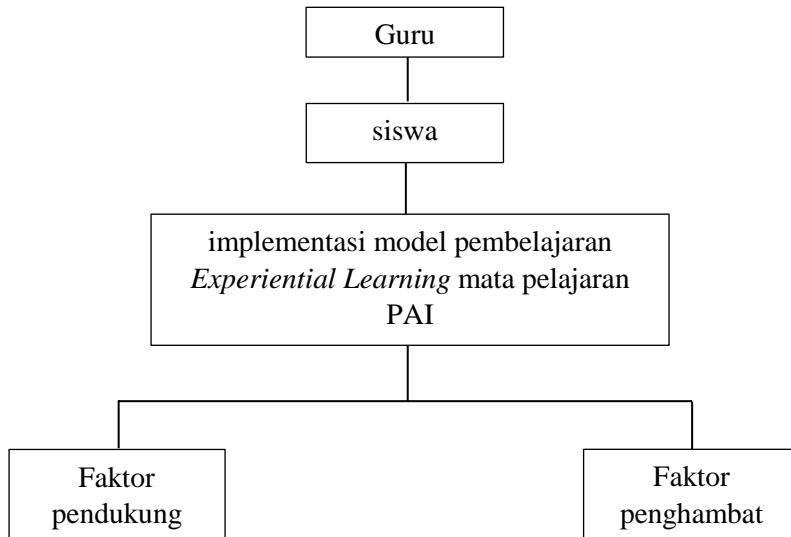 Guru
siswa
implementasi model pembelajaran
Experiential Learning mata pelajaran
PAI
Faktor
pendukung
Faktor
penghambat